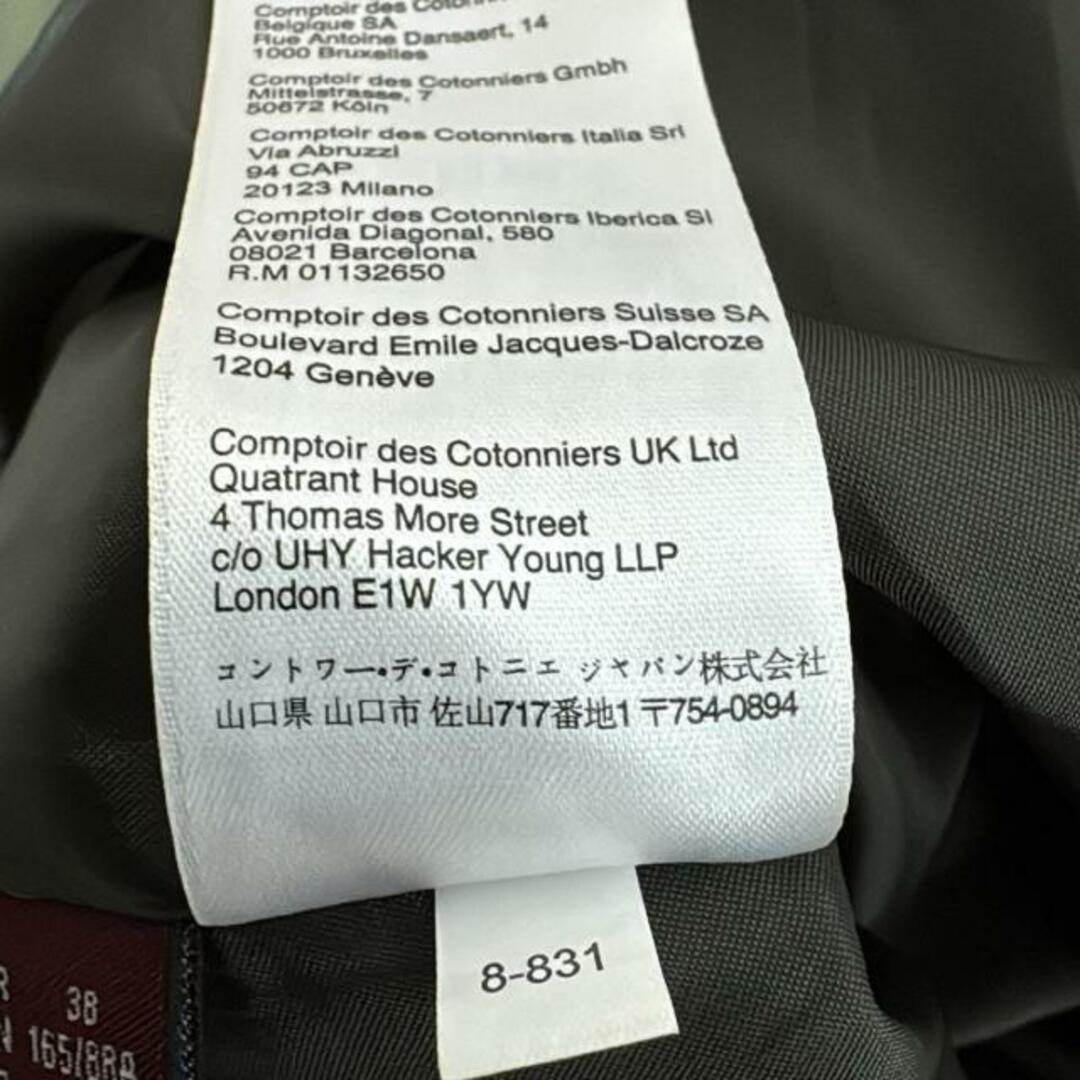 Comptoir des
Belgique SA
Rue Antoine Dansaert, 14
1000 Bruxelles
Comptoir des Cotonniers Gmbh
Mittelstrasse, 7
50672 Köln
Comptoir des Cotonniers Italia Srl
Via Abruzzi
94 CAP
20123 Milano
Comptoir des Cotonniers Iberica Sl
Avenida Diagonal, 580
08021 Barcelona
R.M 01132650
Comptoir des Cotonniers Suisse SA
Boulevard Emile Jacques-Dalcroze
1204 Genève
Comptoir des Cotonniers UK Ltd
Quatrant House
4 Thomas More Street
c/o UHY Hacker Young LLP
London E1W 1YW
コントワー•デ•コトニエ ジャパン株式会社
山口県 山口市 佐山717番地1 〒754-0894
8-831
R 38
N 165/88A